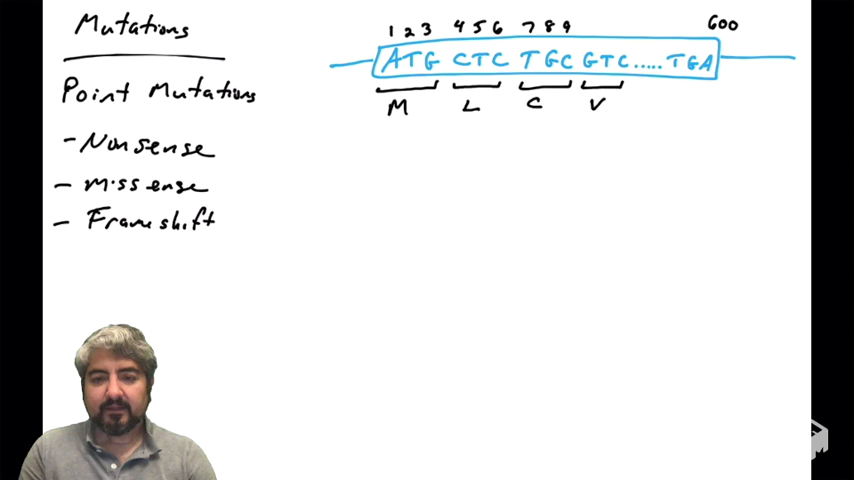 Mutations
Point Mutations
- Nonsense
- Missense
- Frameshift
1 2 3 4 5 6 7 8 9 600
ATG CTC TGC GTC ..... TGA
M L C V